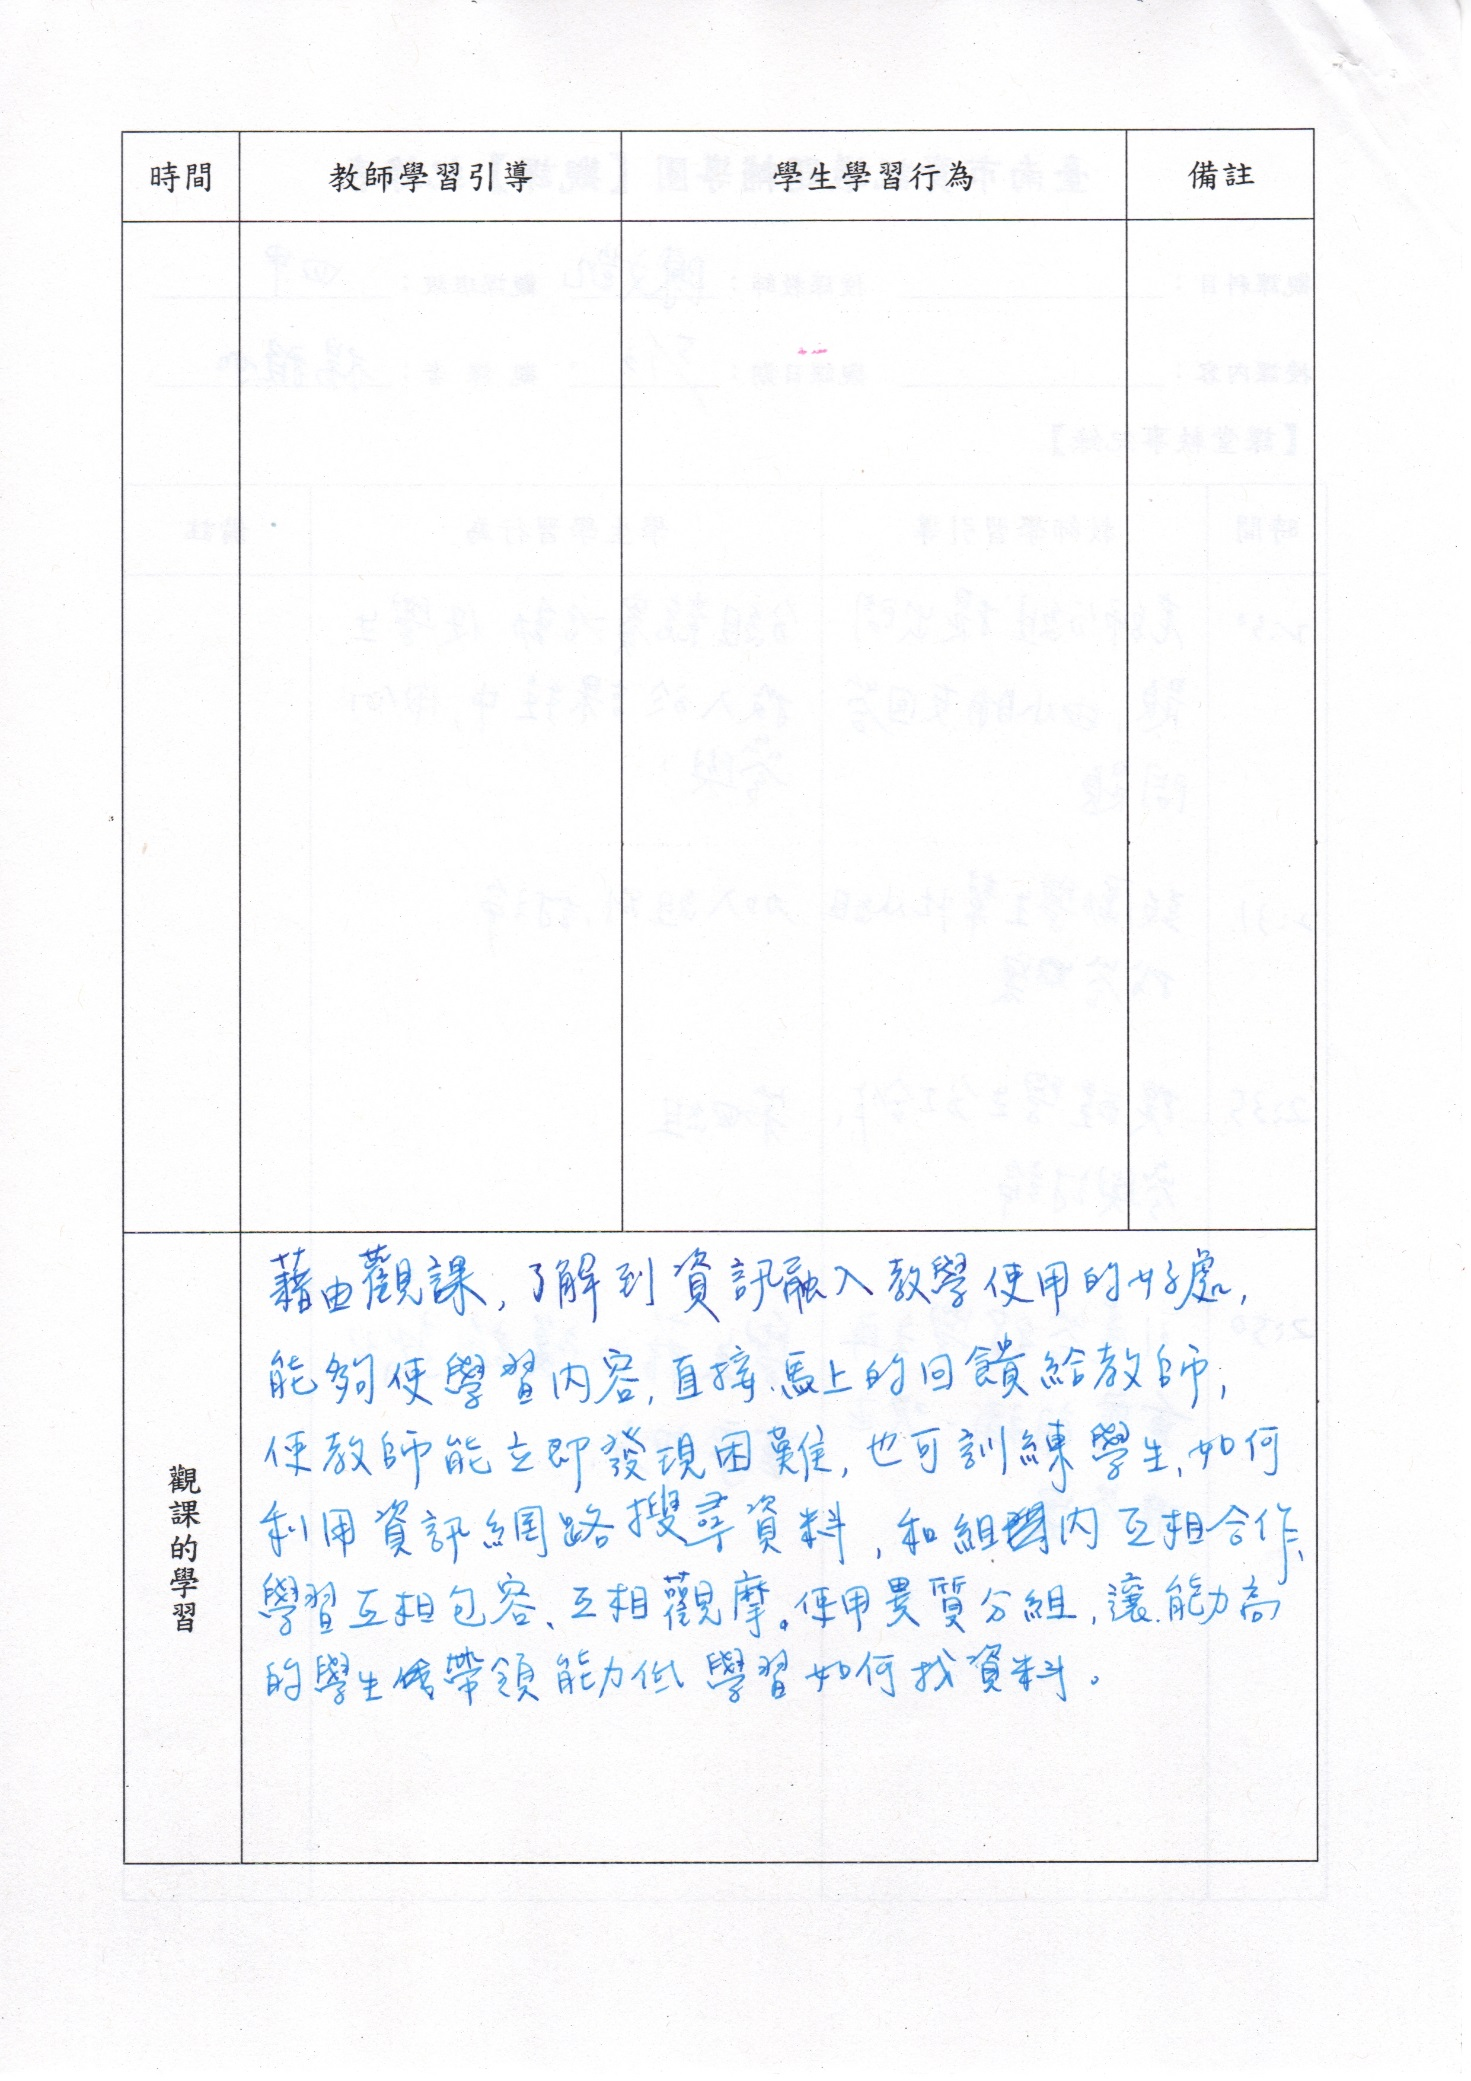 時間 教師學習引導 學生學習行為 備註
觀課的學習
藉由觀課，了解到資訊融入教學使用的好處，
能夠使學習內容，直接、馬上的回饋給教師，
使教師能立即發現困難，也可訓練學生，如何
利用資訊網路搜尋資料，和組內互相合作、
學習互相包容、互相觀摩。使用異質分組，讓能力高
的學生帶領能力低學習如何找資料。